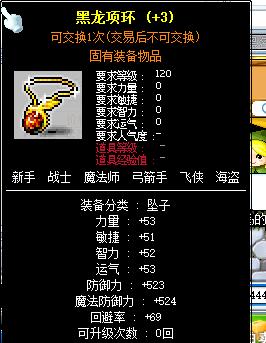 黑龙项环 (+3)
可交换1次(交易后不可交换)
固有装备物品
要求等级 : 120
要求力量 : 0
要求敏捷 : 0
要求智力 : 0
要求运气 : 0
要求人气度 : -
道具等级 : -
道具经验值 : -
新手 战士 魔法师 弓箭手 飞侠 海盗
装备分类 : 坠子
力量 : +53
敏捷 : +51
智力 : +52
运气 : +53
防御力 : +523
魔法防御力 : +524
回避率 : +69
可升级次数 : 0回